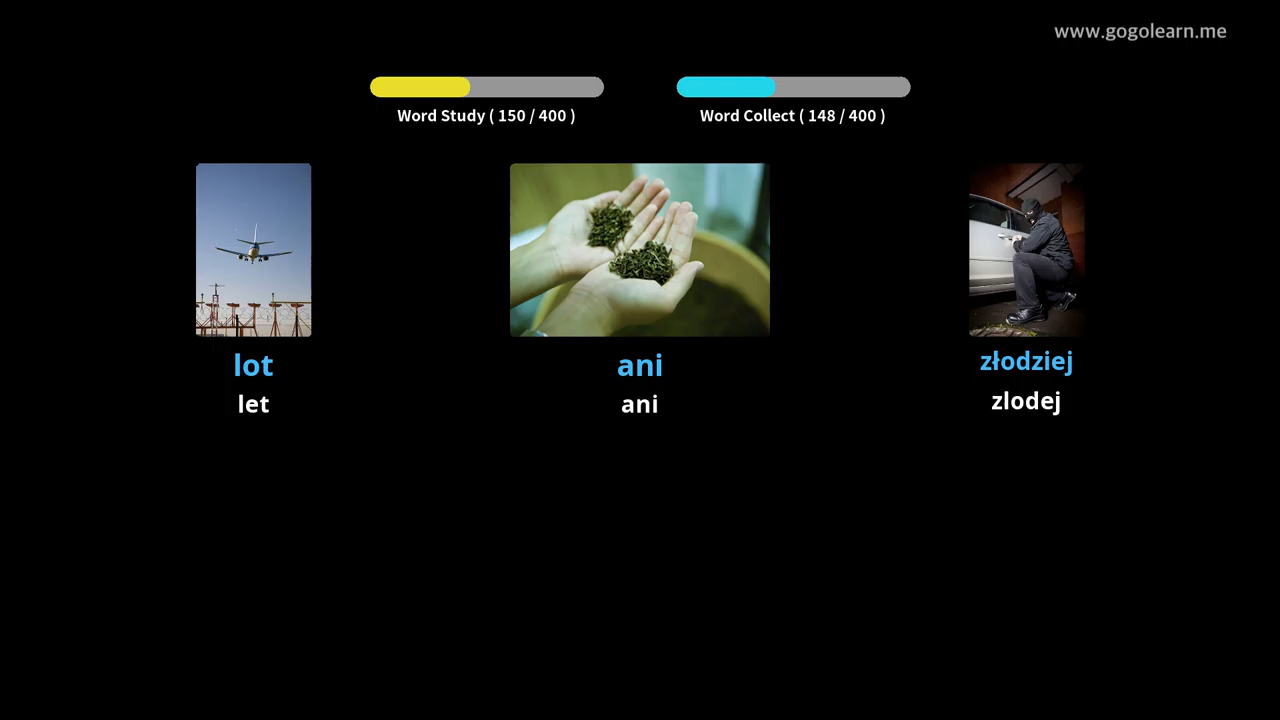 www.gogolearn.me
Word Study ( 150 / 400 )
Word Collect ( 148 / 400 )
lot
let
ani
ani
złodziej
zlodej